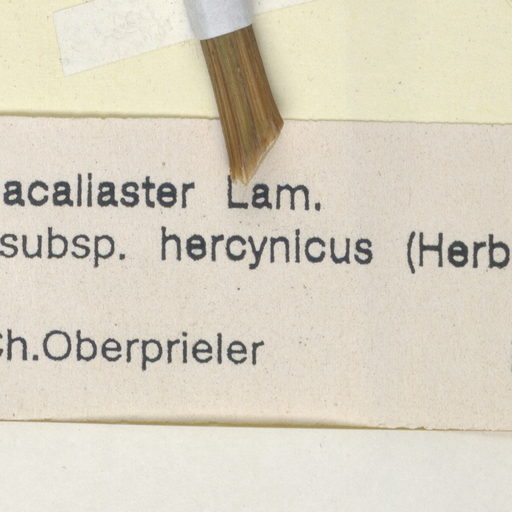 acaliaster Lam.
subsp. hercynicus (Herb
Ch.Oberprieler